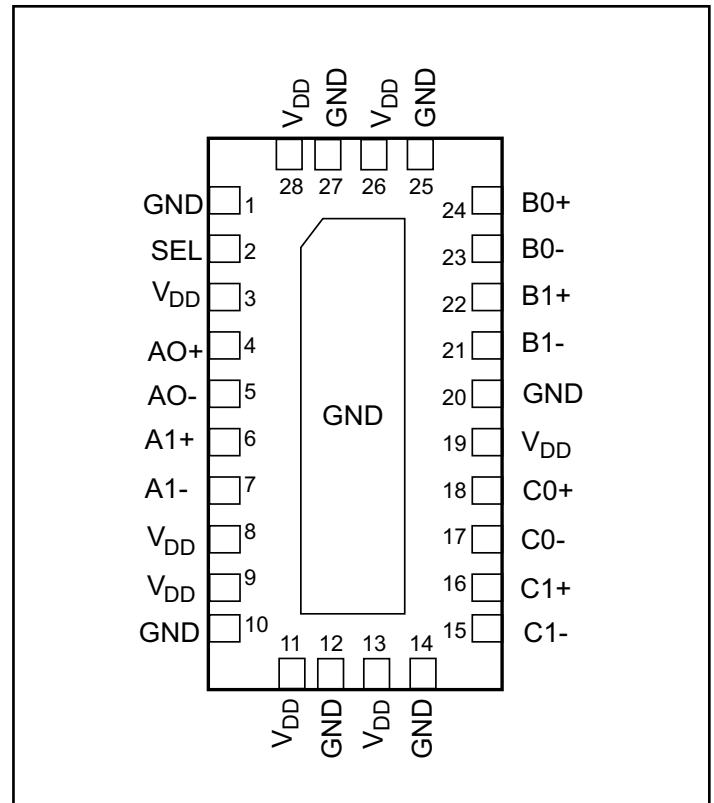 VDD GND VDD GND
28 27 26 25
GND 1
SEL 2
VDD 3
AO+ 4
AO- 5
A1+ 6
A1- 7
VDD 8
VDD 9
GND 10
GND
24 B0+
23 B0-
22 B1+
21 B1-
20 GND
19 VDD
18 C0+
17 C0-
16 C1+
15 C1-
11 12 13 14
VDD GND VDD GND